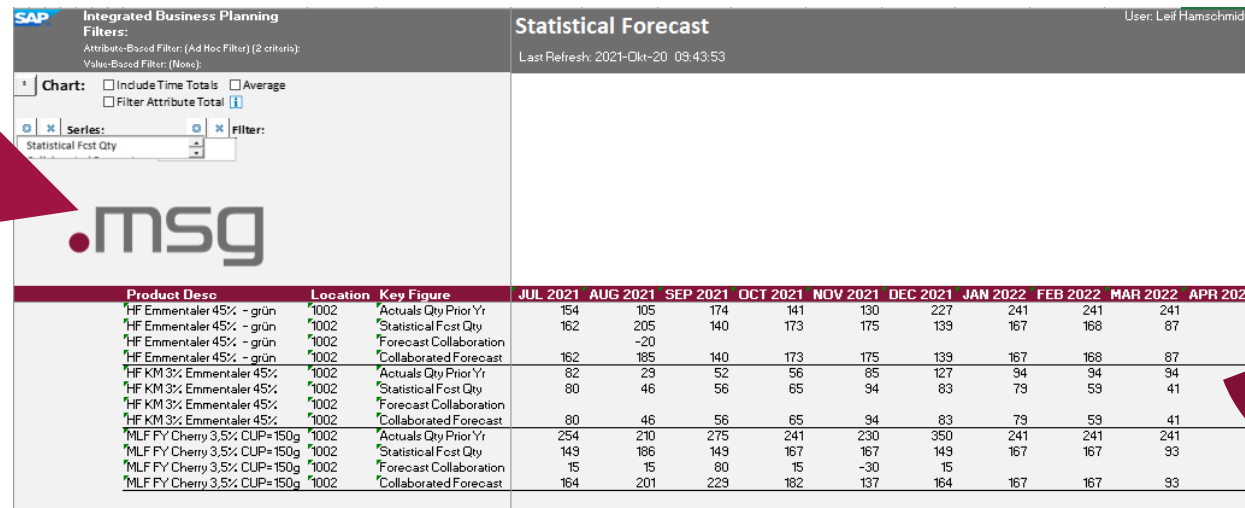 SAP Integrated Business Planning
Filters:
Attribute-Based Filter: (Ad Hoc Filter) (2 criteria):
Value-Based Filter: (None):
Statistical Forecast
Last Refresh: 2021-Okt-20 09:43:53
User: Leif Hamschmid
± Chart: Include Time Totals Average
Filter Attribute Total i
Series: Filter:
Statistical Fcst Qty
.msg
Product Desc Location Key Figure JUL 2021 AUG 2021 SEP 2021 OCT 2021 NOV 2021 DEC 2021 JAN 2022 FEB 2022 MAR 2022 APR 202
HF Emmentaler 45% - grün 1002 Actuals Qty Prior Yr 154 105 174 141 130 227 241 241 241
HF Emmentaler 45% - grün 1002 Statistical Fcst Qty 162 205 140 173 175 139 167 168 87
HF Emmentaler 45% - grün 1002 Forecast Collaboration -20
HF Emmentaler 45% - grün 1002 Collaborated Forecast 162 185 140 173 175 139 167 168 87
HF KM 3% Emmentaler 45% 1002 Actuals Qty Prior Yr 82 29 52 56 85 127 94 94 94
HF KM 3% Emmentaler 45% 1002 Statistical Fcst Qty 80 46 56 65 94 83 79 59 41
HF KM 3% Emmentaler 45% 1002 Forecast Collaboration
HF KM 3% Emmentaler 45% 1002 Collaborated Forecast 80 46 56 65 94 83 79 59 41
MLF FY Cherry 3,5% CUP=150g 1002 Actuals Qty Prior Yr 254 210 275 241 230 350 241 241 241
MLF FY Cherry 3,5% CUP=150g 1002 Statistical Fcst Qty 149 186 149 167 167 149 167 167 93
MLF FY Cherry 3,5% CUP=150g 1002 Forecast Collaboration 15 15 80 15 -30 15
MLF FY Cherry 3,5% CUP=150g 1002 Collaborated Forecast 164 201 229 182 137 164 167 167 93